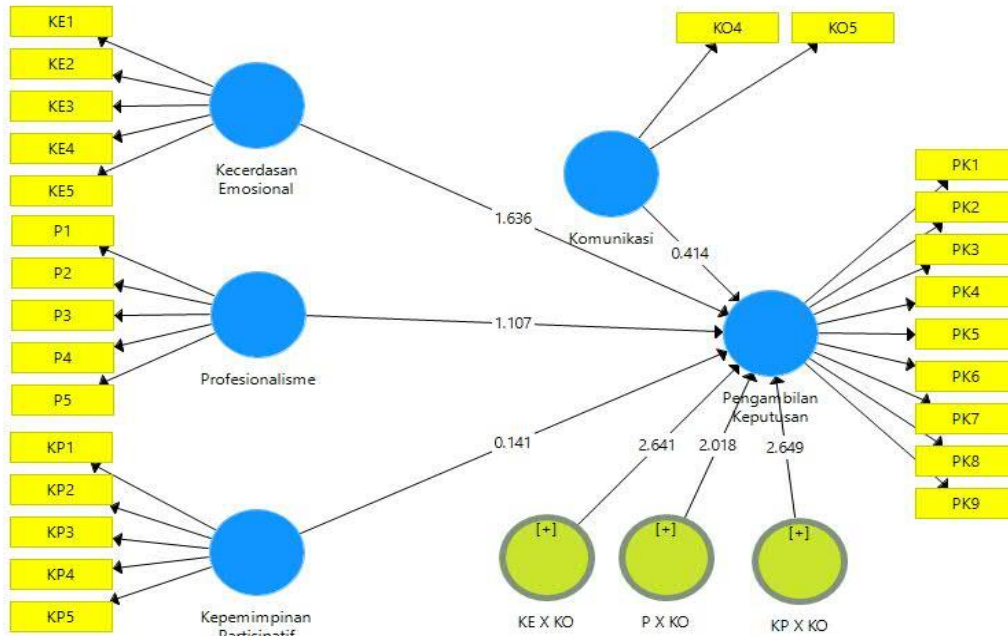 KE1
KE2
KE3
KE4
KE5
Kecerdasan
Emosional
P1
P2
P3
P4
P5
Profesionalisme
KP1
KP2
KP3
KP4
KP5
Kepemimpinan
Partisipatif
KO4
KO5
Komunikasi
1.636
0.414
1.107
0.141
2.641
2.018
2.649
Pengambilan
Keputusan
PK1
PK2
PK3
PK4
PK5
PK6
PK7
PK8
PK9
[+]
[+]
[+]
KE X KO
P X KO
KP X KO